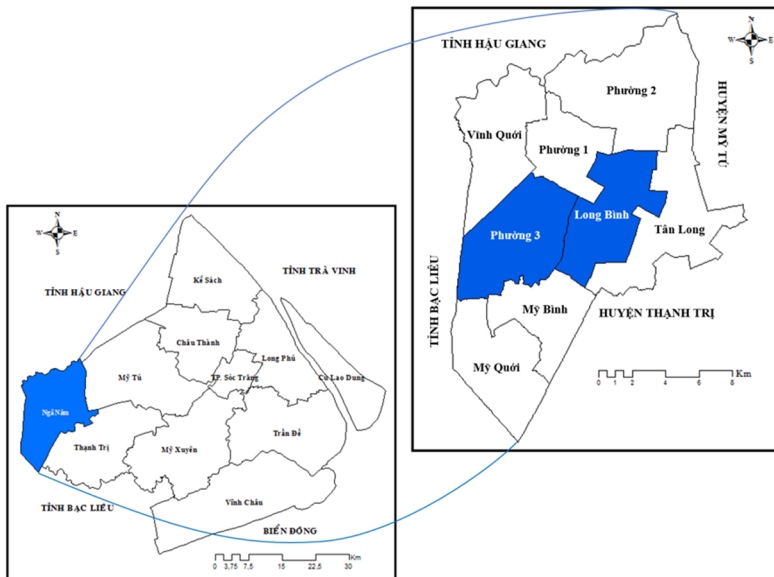 N
W E
S
TỈNH HẬU GIANG
Phường 2
HUYỆN MỸ TÚ
Vĩnh Quới
Phường 1
Long Bình
Phường 3
Tân Long
TỈNH BẠC LIÊU
Mỹ Bình
HUYỆN THẠNH TRỊ
Mỹ Quới
Km
0 1 2 4 6 8
N
W E
S
TỈNH TRÀ VINH
Kế Sách
TỈNH HẬU GIANG
Châu Thành
Long Phú
Mỹ Tú
TP. Sóc Trăng
Cù Lao Dung
Ngã Năm
Trần Đề
Thạnh Trị
Mỹ Xuyên
Vĩnh Châu
TỈNH BẠC LIÊU
BIỂN ĐÔNG
Km
0 3,75 7,5 15 22,5 30